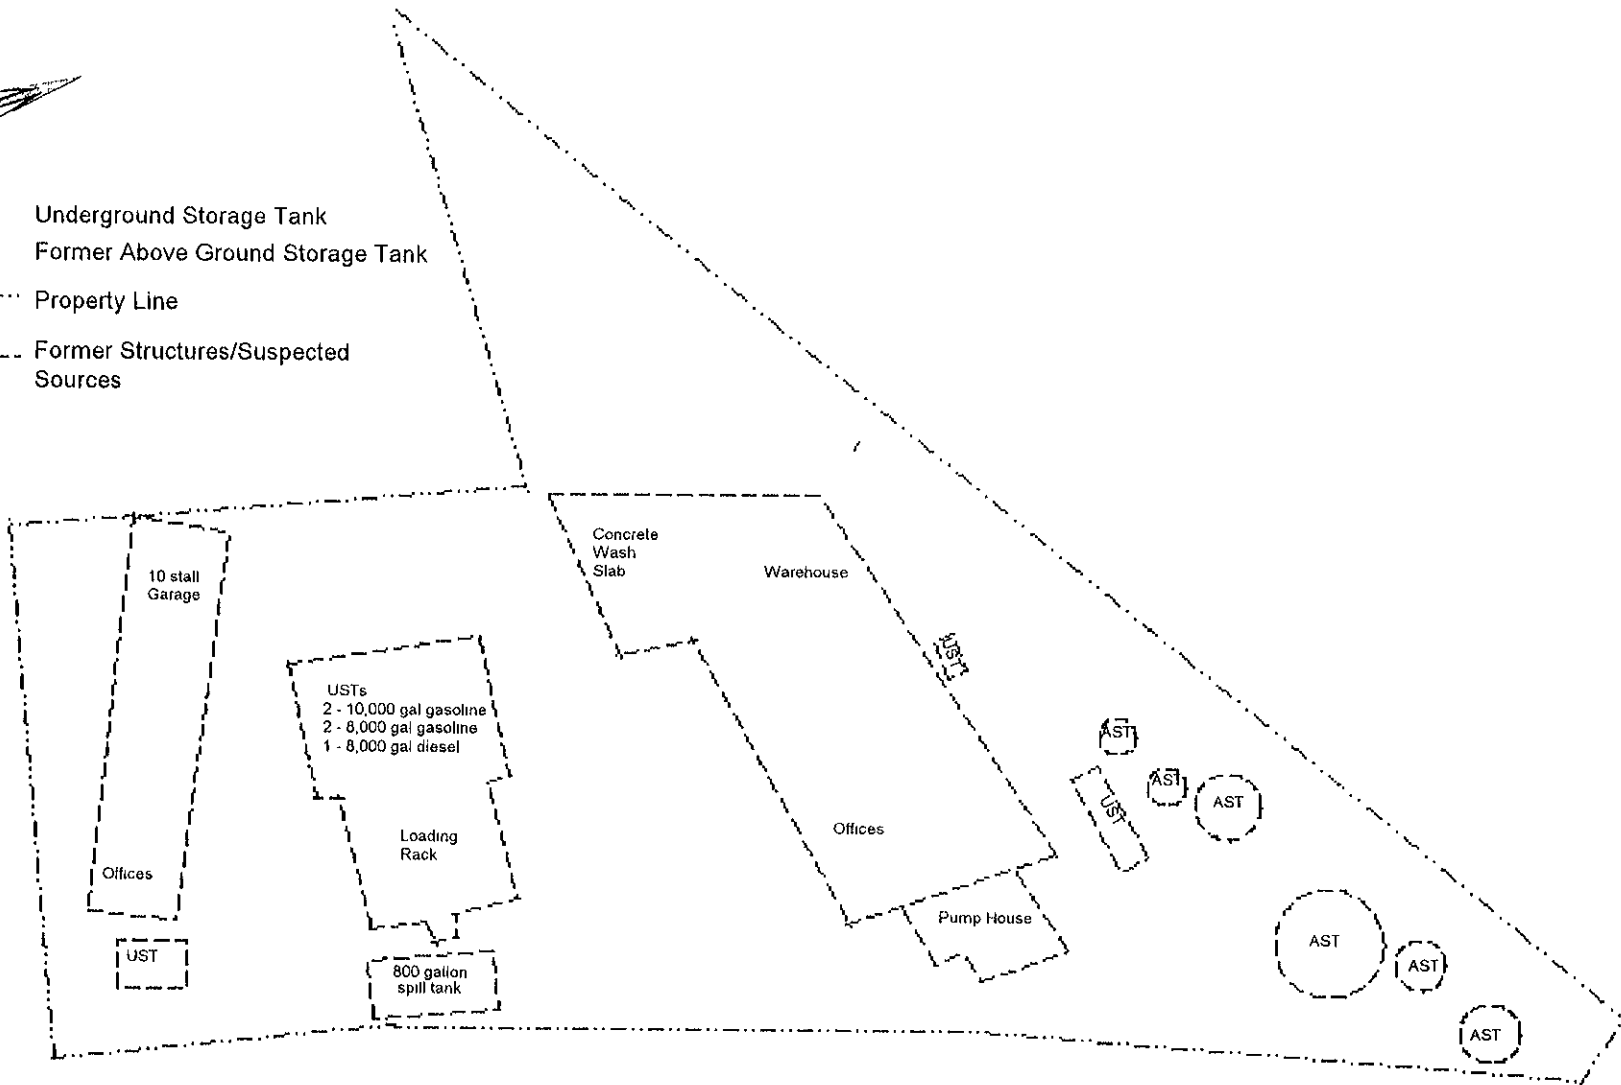 Underground Storage Tank
Former Above Ground Storage Tank
Property Line
Former Structures/Suspected
Sources
10 stall
Garage
Offices
UST
USTs
2 - 10,000 gal gasoline
2 - 8,000 gal gasoline
1 - 8,000 gal diesel
Loading
Rack
800 gallon
spill tank
Concrete
Wash
Slab
Warehouse
Offices
Pump House
UST
AST
AST
AST
UST
AST
AST
AST